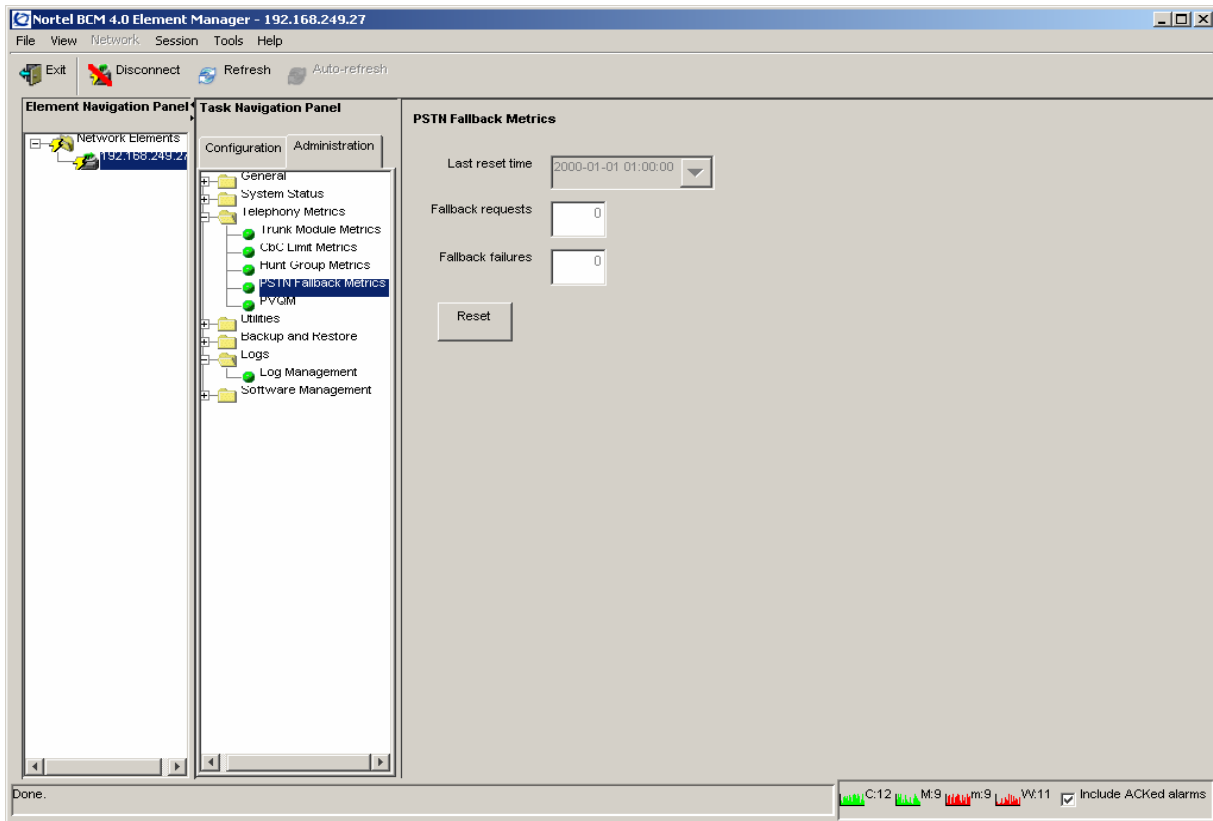 Nortel BCM 4.0 Element Manager - 192.168.249.27
File View Network Session Tools Help
Exit Disconnect Refresh Auto-refresh
Element Navigation Panel
Network Elements
192.168.249.27
Task Navigation Panel
Configuration Administration
General
System Status
Telephony Metrics
Trunk Module Metrics
CbC Limit Metrics
Hunt Group Metrics
PSTN Fallback Metrics
PVQM
Utilities
Backup and Restore
Logs
Log Management
Software Management
PSTN Fallback Metrics
Last reset time 2000-01-01 01:00:00
Fallback requests 0
Fallback failures 0
Reset
Done.
C:12 M:9 m:9 W:11 Include ACKed alarms